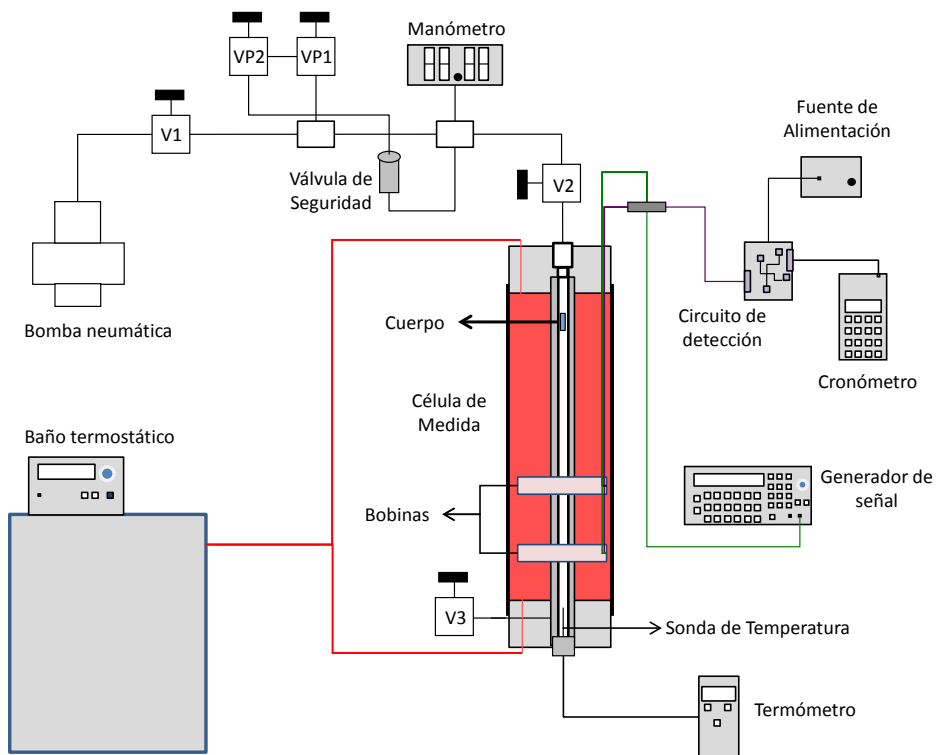 Manómetro
VP2
VP1
Fuente de
Alimentación
V1
Válvula de
Seguridad
V2
Bomba neumática
Cuerpo
Circuito de
detección
Cronómetro
Célula de
Medida
Baño termostático
Generador de
señal
Bobinas
V3
Sonda de Temperatura
Termómetro